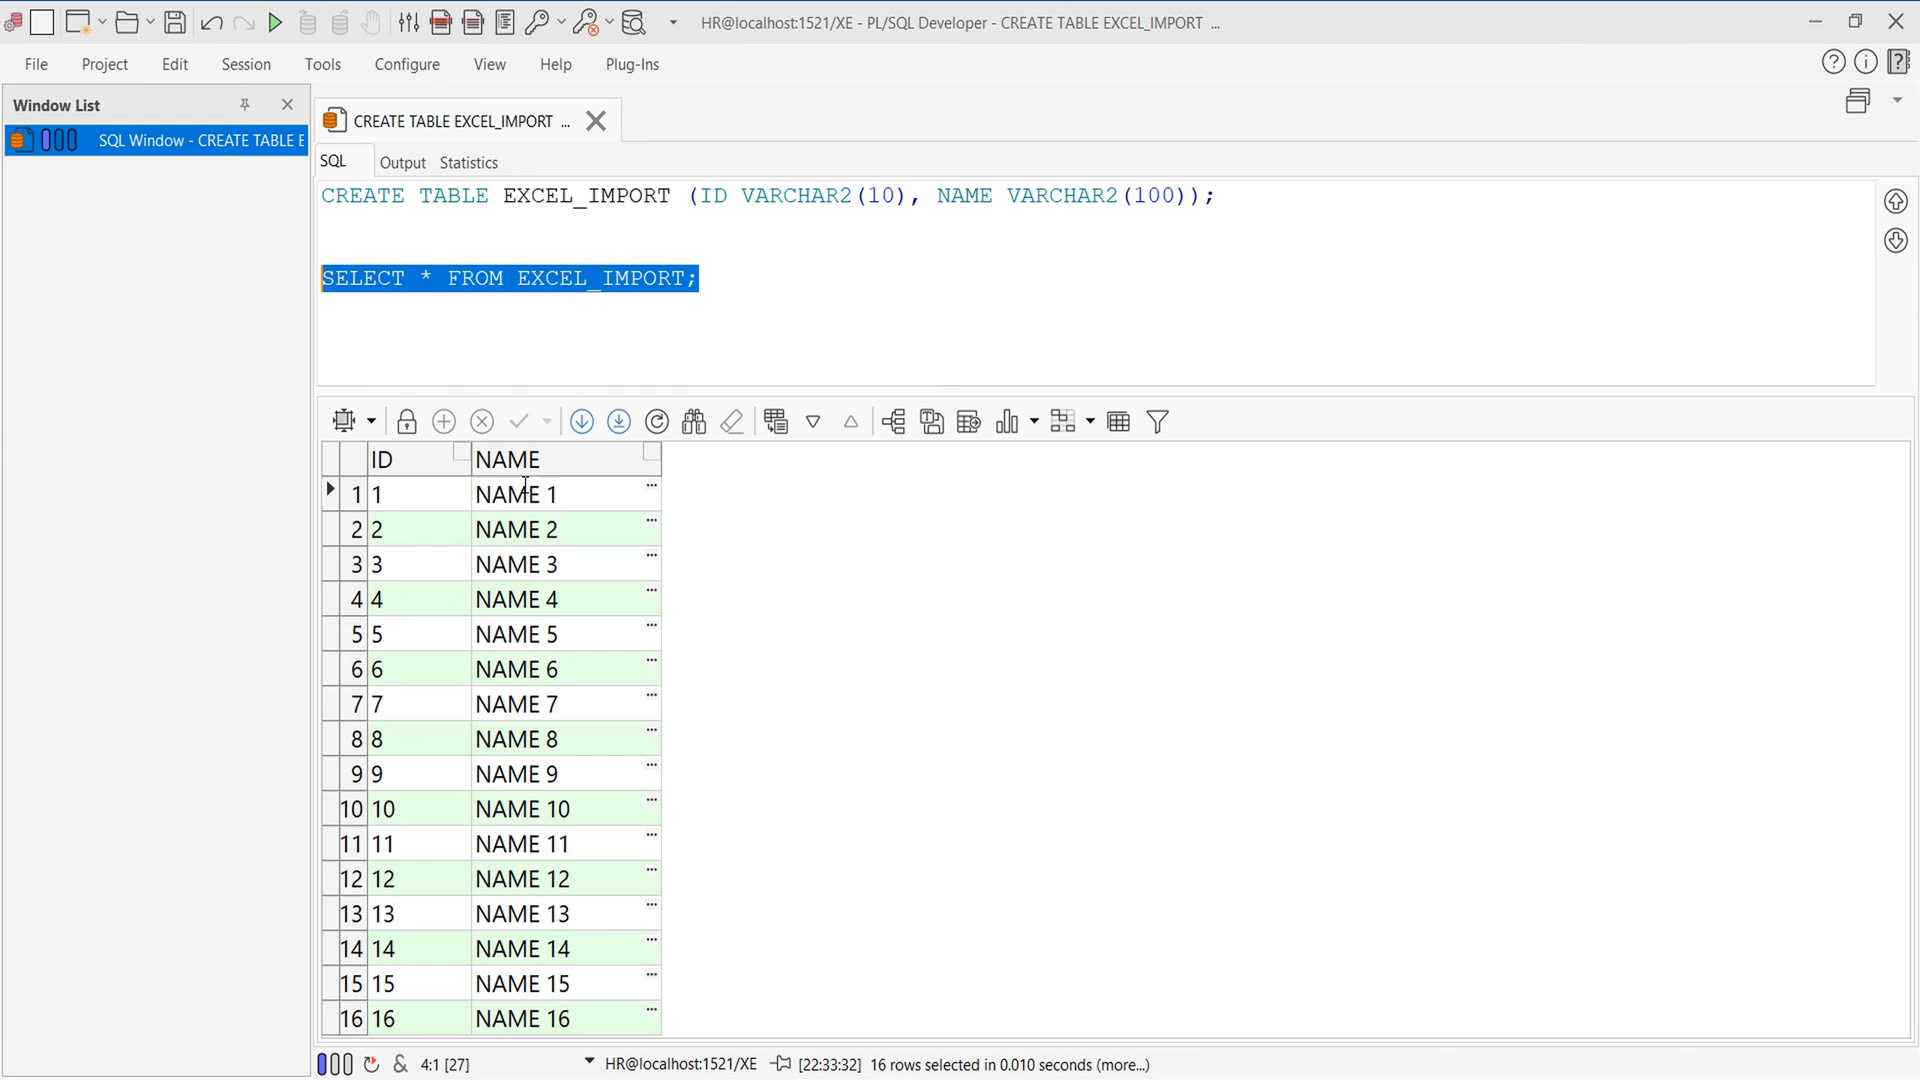 HR@localhost:1521/XE - PL/SQL Developer - CREATE TABLE EXCEL_IMPORT ...
File Project Edit Session Tools Configure View Help Plug-Ins
Window List
SQL Window - CREATE TABLE E
CREATE TABLE EXCEL_IMPORT ...
SQL Output Statistics
CREATE TABLE EXCEL_IMPORT (ID VARCHAR2(10), NAME VARCHAR2(100));
SELECT * FROM EXCEL_IMPORT;
ID NAME
1 1 NAME 1 ...
2 2 NAME 2 ...
3 3 NAME 3 ...
4 4 NAME 4 ...
5 5 NAME 5 ...
6 6 NAME 6 ...
7 7 NAME 7 ...
8 8 NAME 8 ...
9 9 NAME 9 ...
10 10 NAME 10 ...
11 11 NAME 11 ...
12 12 NAME 12 ...
13 13 NAME 13 ...
14 14 NAME 14 ...
15 15 NAME 15 ...
16 16 NAME 16 ...
& 4:1 [27] HR@localhost:1521/XE [22:33:32] 16 rows selected in 0.010 seconds (more...)